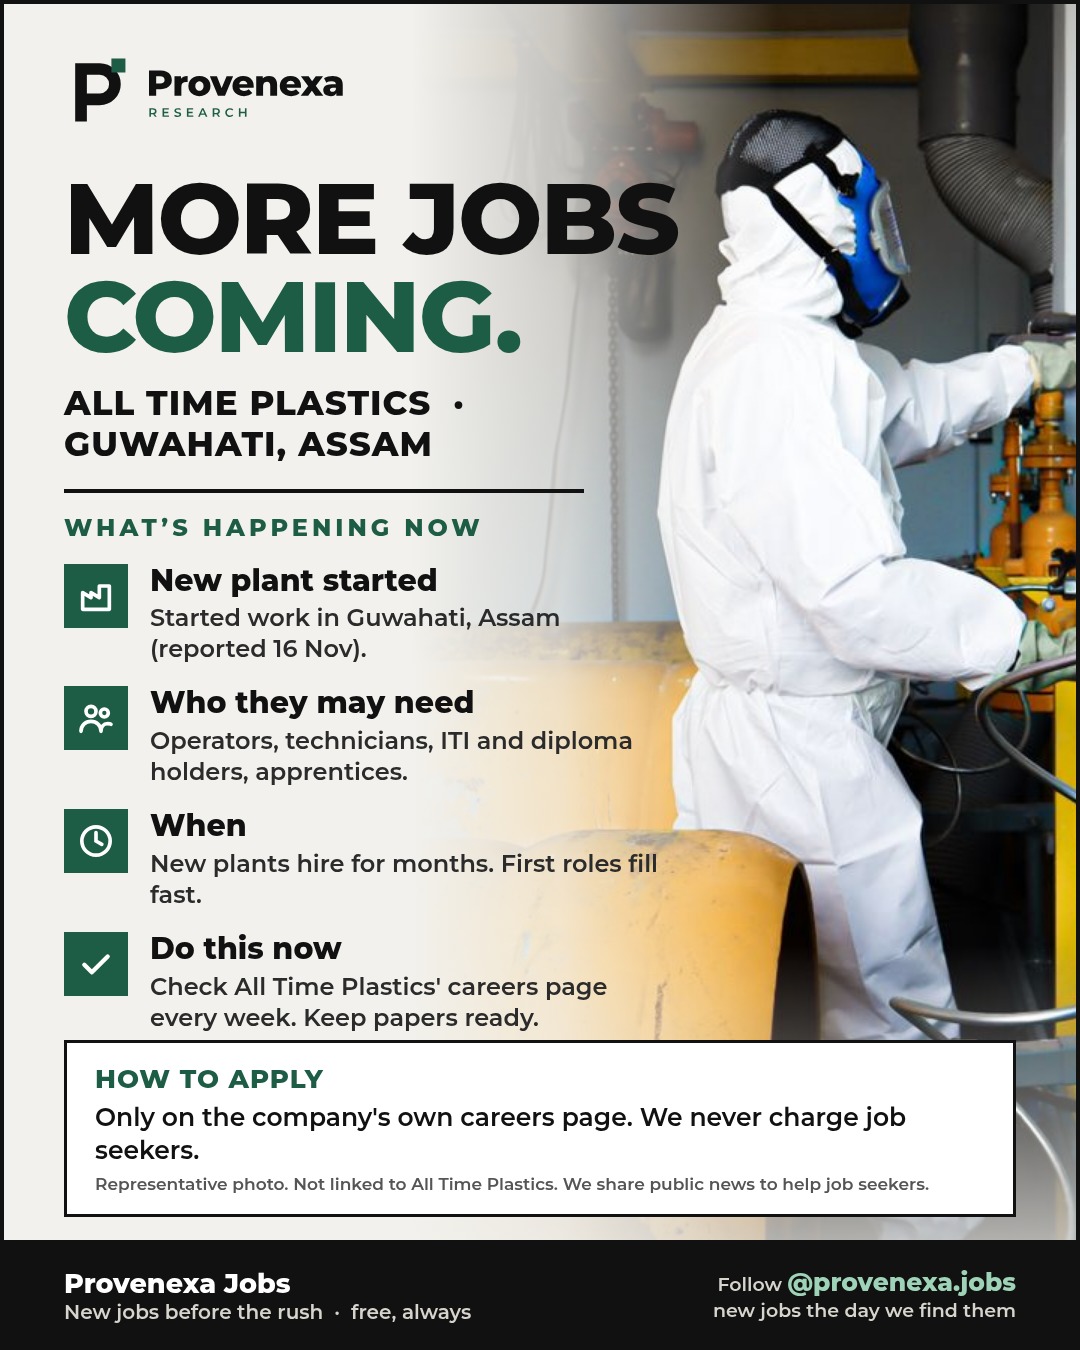 Provenexa
RESEARCH
MORE JOBS
COMING.
ALL TIME PLASTICS ·
GUWAHATI, ASSAM
WHAT’S HAPPENING NOW
New plant started
Started work in Guwahati, Assam
(reported 16 Nov).
Who they may need
Operators, technicians, ITI and diploma
holders, apprentices.
When
New plants hire for months. First roles fill
fast.
Do this now
Check All Time Plastics' careers page
every week. Keep papers ready.
HOW TO APPLY
Only on the company's own careers page. We never charge job
seekers.
Representative photo. Not linked to All Time Plastics. We share public news to help job seekers.
Provenexa Jobs
New jobs before the rush · free, always
Follow @provenexa.jobs
new jobs the day we find them